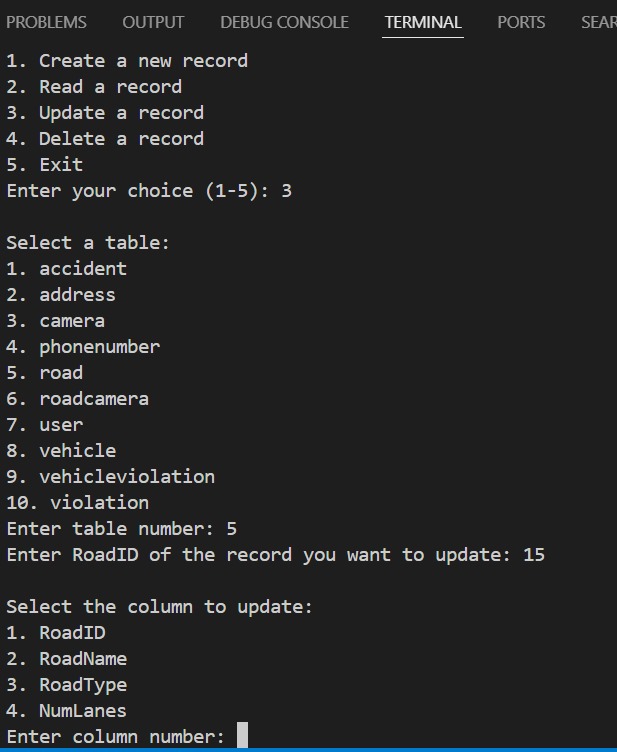 PROBLEMS OUTPUT DEBUG CONSOLE TERMINAL PORTS
1. Create a new record
2. Read a record
3. Update a record
4. Delete a record
5. Exit
Enter your choice (1-5): 3
Select a table:
1. accident
2. address
3. camera
4. phonenumber
5. road
6. roadcamera
7. user
8. vehicle
9. vehicleviolation
10. violation
Enter table number: 5
Enter RoadID of the record you want to update: 15
Select the column to update:
1. RoadID
2. RoadName
3. RoadType
4. NumLanes
Enter column number: